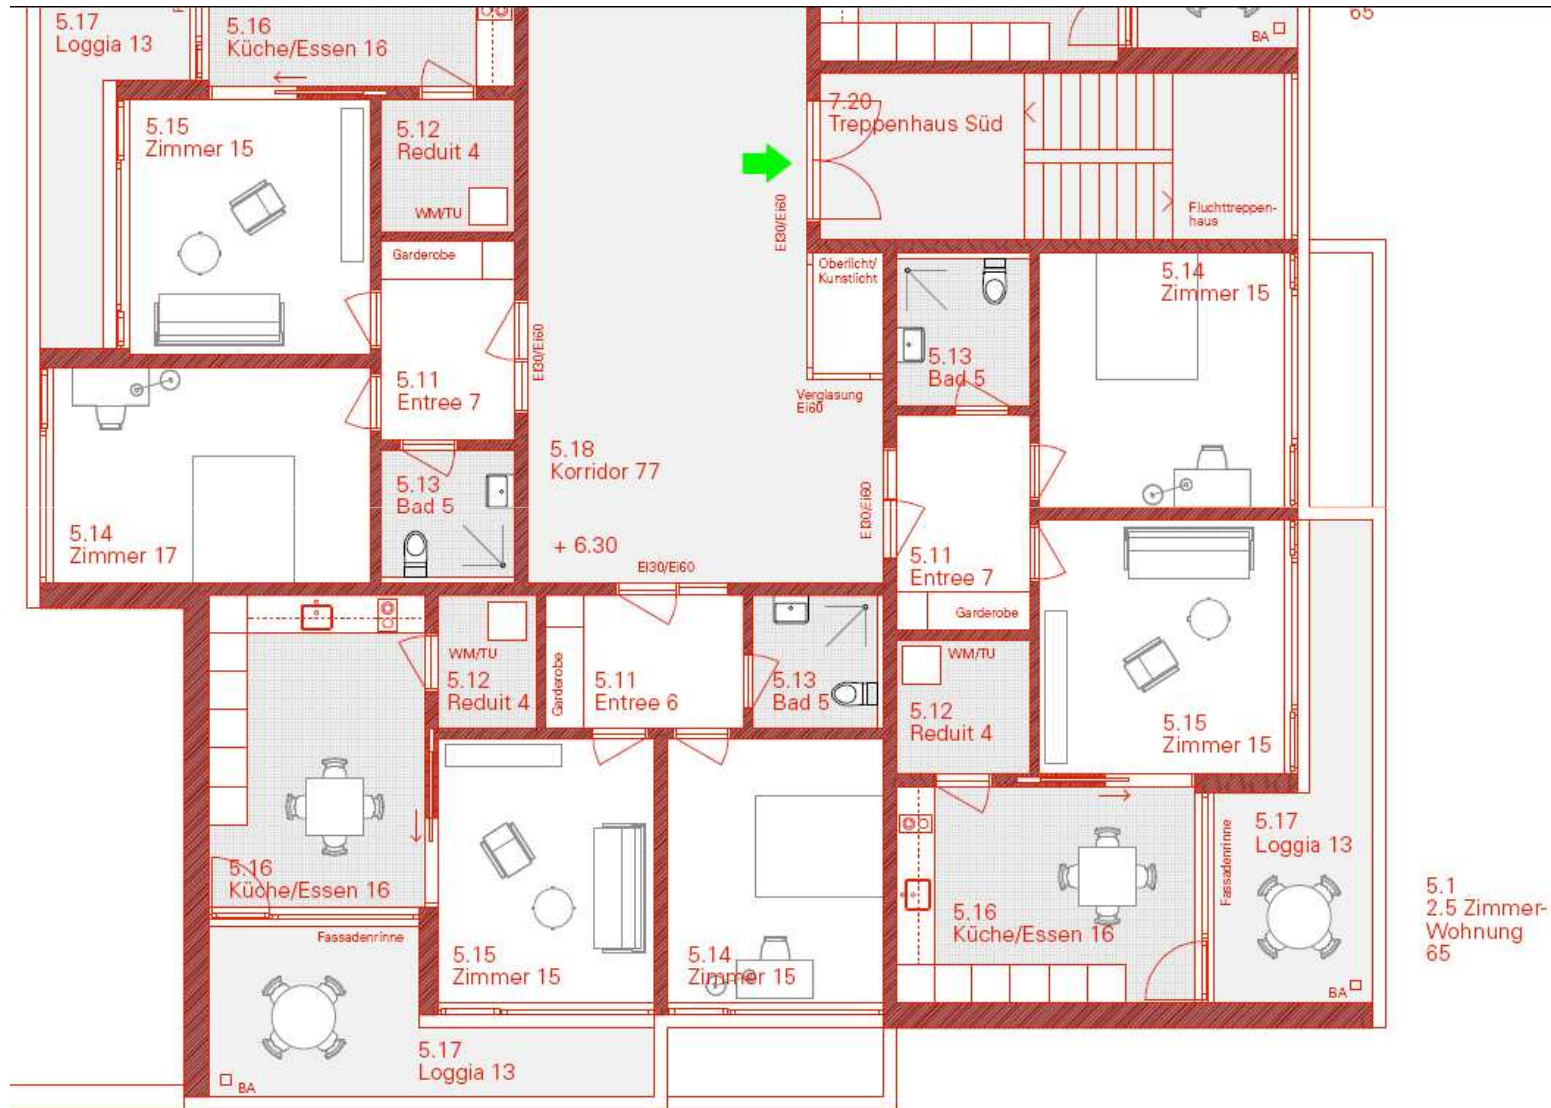 5.17
Loggia 13
5.16
Küche/Essen 16
BA
65
5.15
Zimmer 15
5.12
Reduit 4
WM/TU
7.20
Treppenhaus Süd
Fluchttreppen-
haus
EI30/Ei60
Garderobe
Oberlicht/
Kunstlicht
5.14
Zimmer 15
EI30/Ei60
5.13
Bad 5
5.11
Entree 7
Verglasung
Ei60
5.18
Korridor 77
5.13
Bad 5
EI30/Ei60
5.14
Zimmer 17
+ 6.30
EI30/Ei60
5.11
Entree 7
Garderobe
WM/TU
5.12
Reduit 4
Garderobe
5.11
Entree 6
5.13
Bad 5
WM/TU
5.12
Reduit 4
5.15
Zimmer 15
5.16
Küche/Essen 16
Fassadenrinne
5.15
Zimmer 15
5.14
Zimmer 15
5.16
Küche/Essen 16
Fassadenrinne
5.17
Loggia 13
BA
5.1
2.5 Zimmer-
Wohnung
65
5.17
Loggia 13
BA